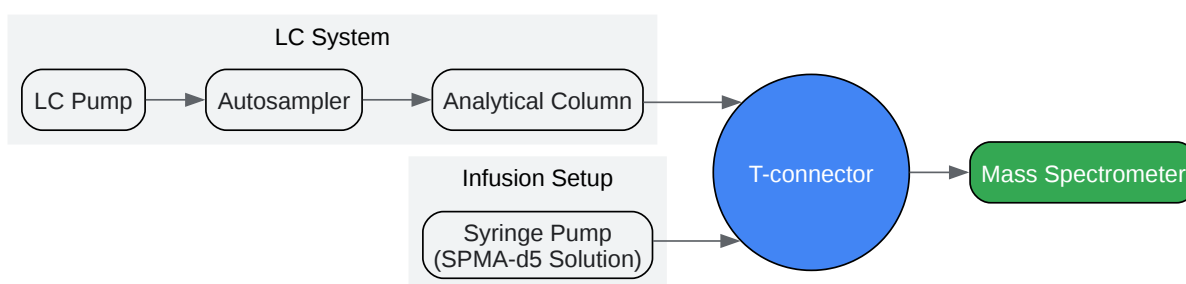 LC System
LC Pump
Autosampler
Analytical Column
T-connector
Mass Spectrometer
Infusion Setup
Syringe Pump
(SPMA-d5 Solution)